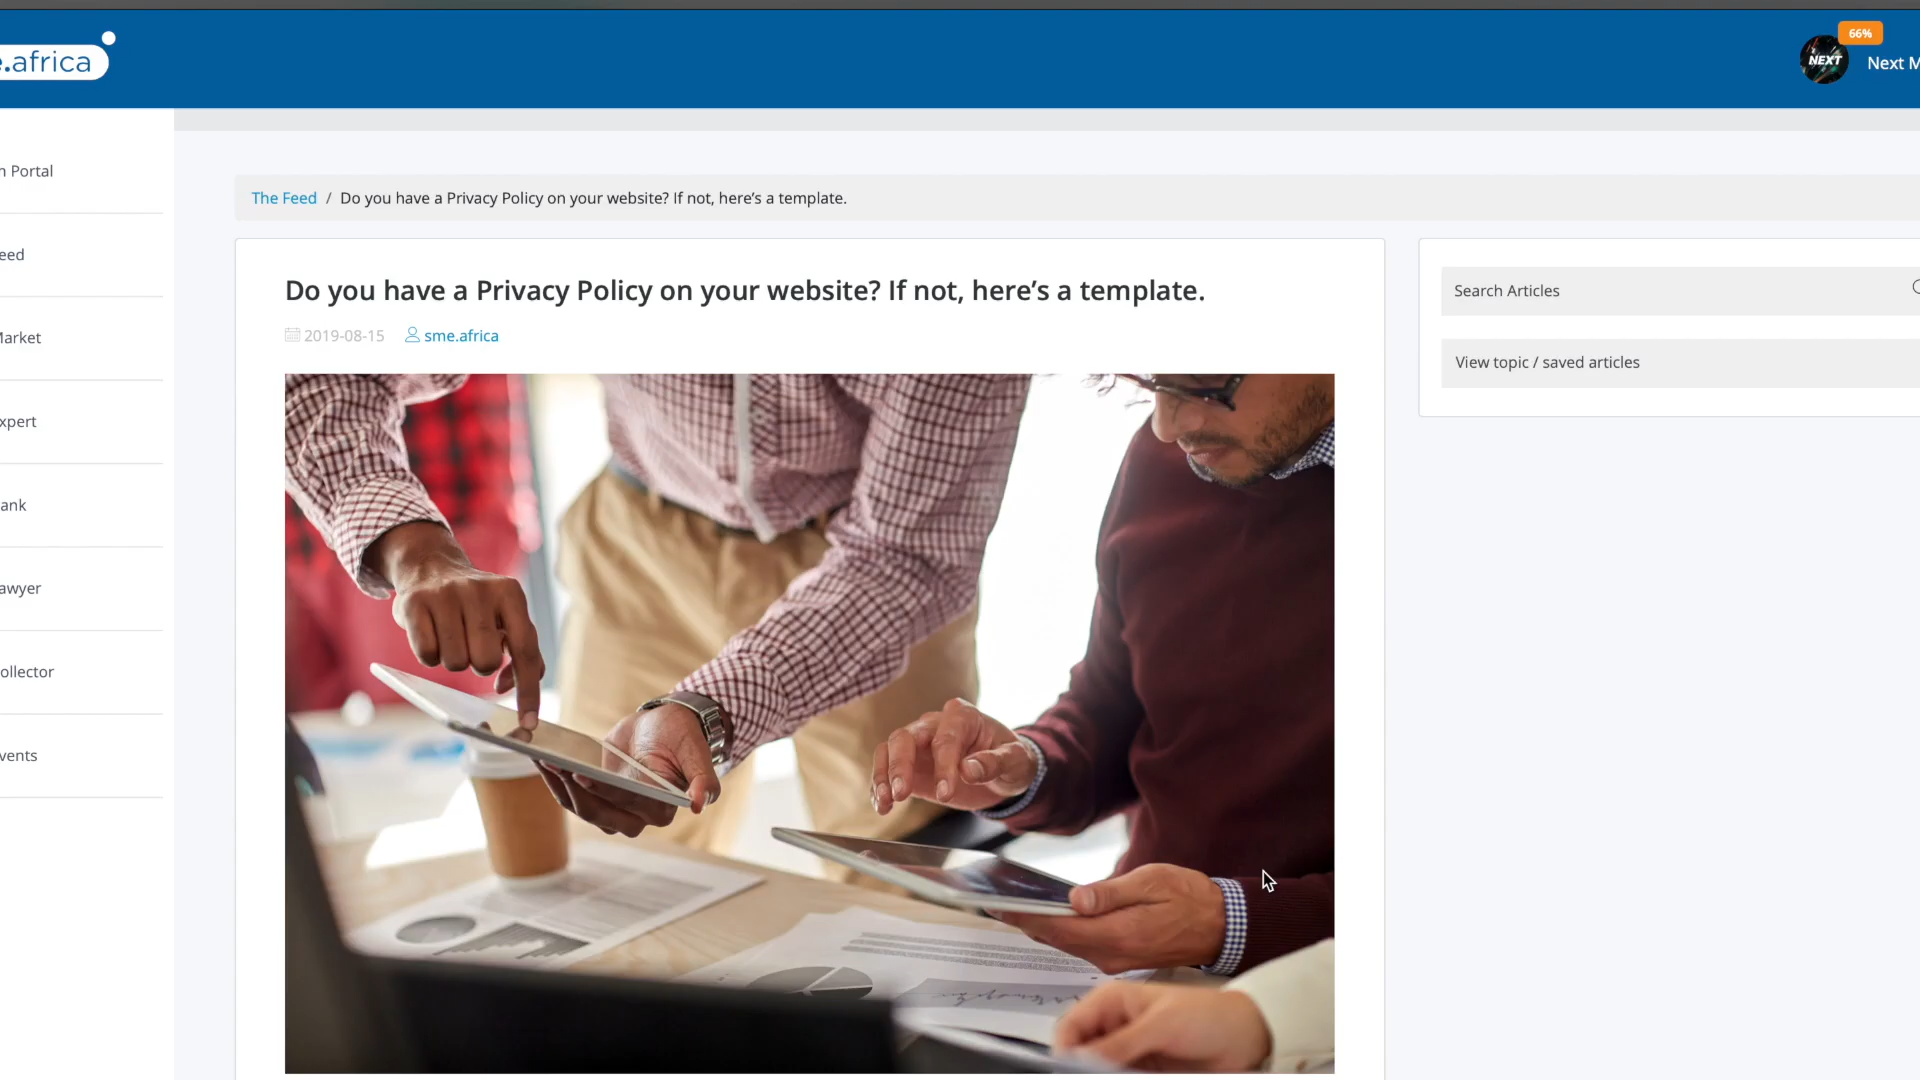 .africa
66%
NEXT
Next M
Portal
The Feed / Do you have a Privacy Policy on your website? If not, here's a template.
Do you have a Privacy Policy on your website? If not, here's a template.
2019-08-15 sme.africa
Search Articles
View topic / saved articles
eed
arket
xpert
ank
awyer
ollector
vents